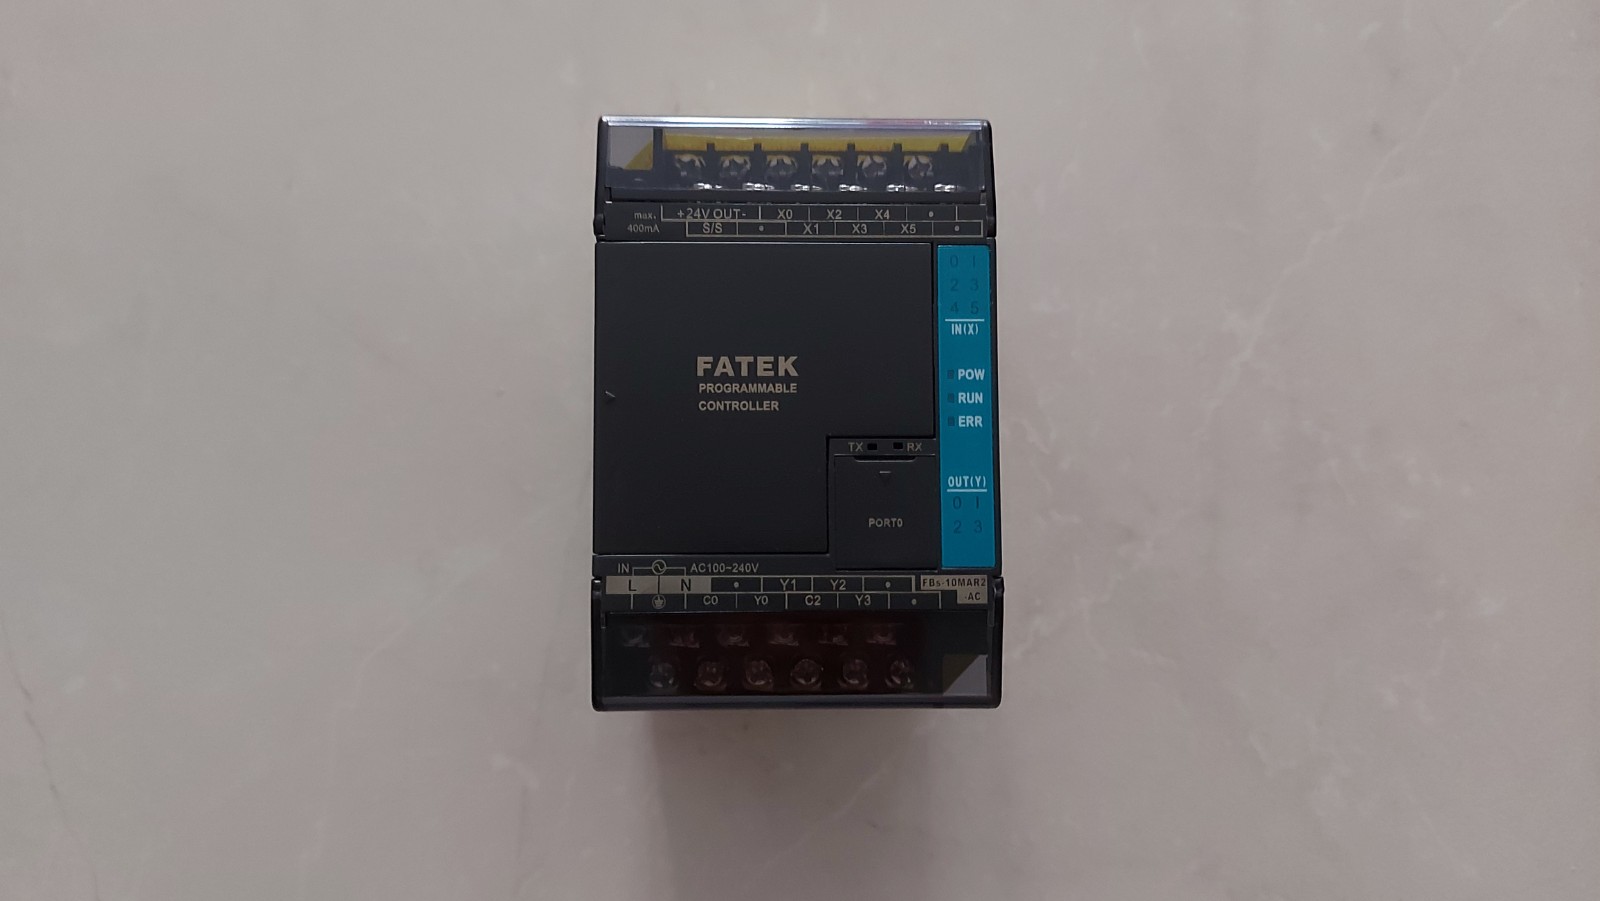 max. +24V OUT- X0 X2 X4
400mA S/S X1 X3 X5
0 1
2 3
4 5
IN(X)
FATEK
PROGRAMMABLE
CONTROLLER
POW
RUN
ERR
TX RX
PORT0
OUT(Y)
0 1
2 3
IN AC100~240V
L N Y1 Y2 FBs-10MAR2
C0 Y0 C2 Y3 -AC